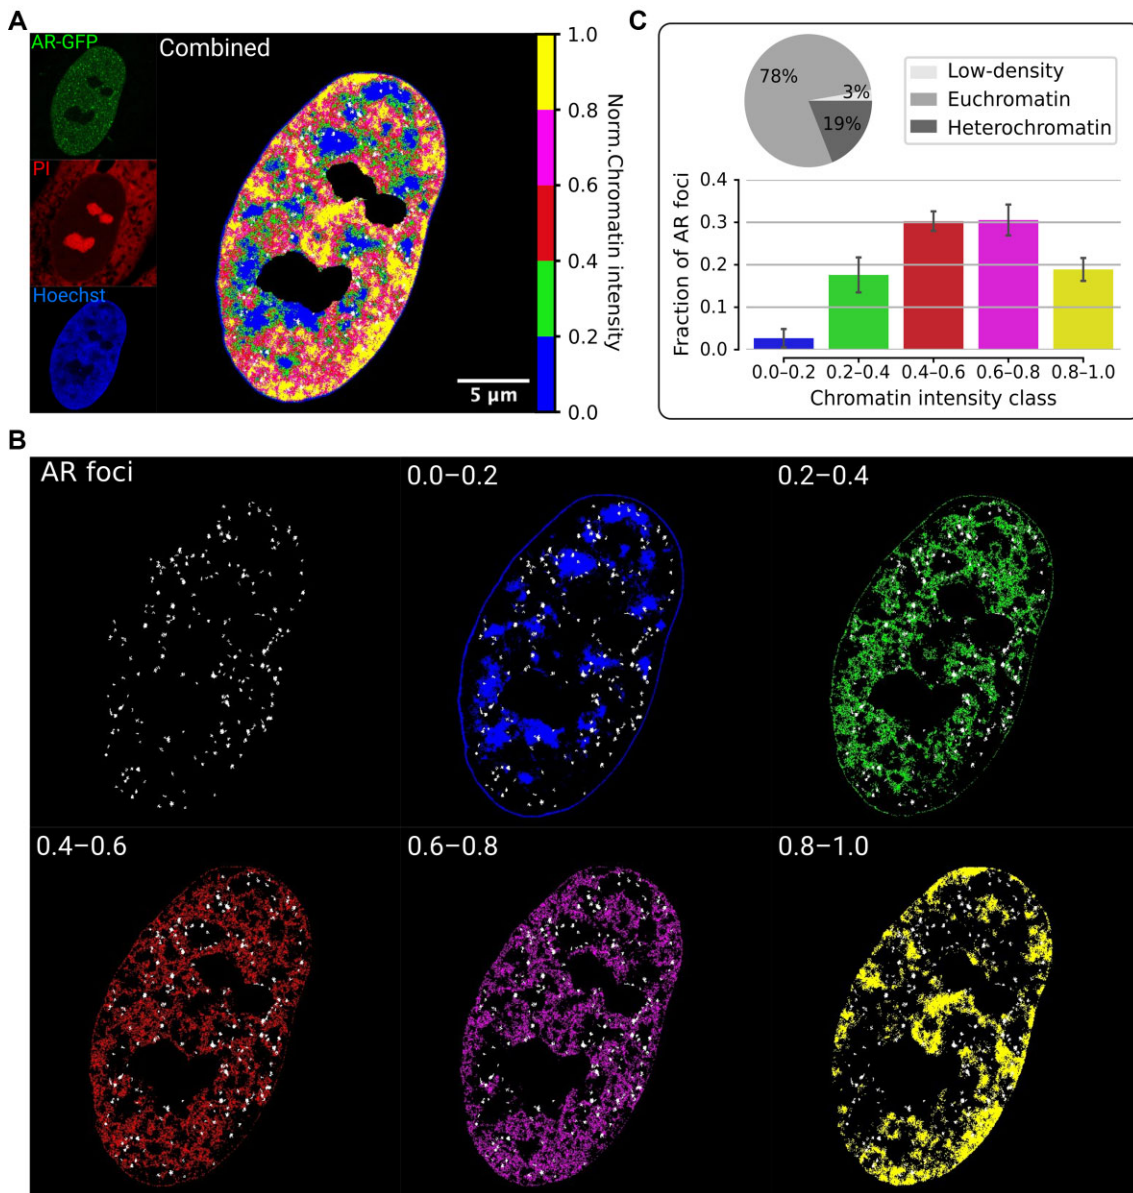 A
AR-GFP
PI
Hoechst
Combined
5 µm
1.0
0.8
0.6
0.4
0.2
0.0
Norm.Chromatin intensity
C
78%
3%
19%
Low-density
Euchromatin
Heterochromatin
Fraction of AR foci
0.4
0.3
0.2
0.1
0.0
0.0–0.2 0.2–0.4 0.4–0.6 0.6–0.8 0.8–1.0
Chromatin intensity class
B
AR foci
0.0–0.2
0.2–0.4
0.4–0.6
0.6–0.8
0.8–1.0